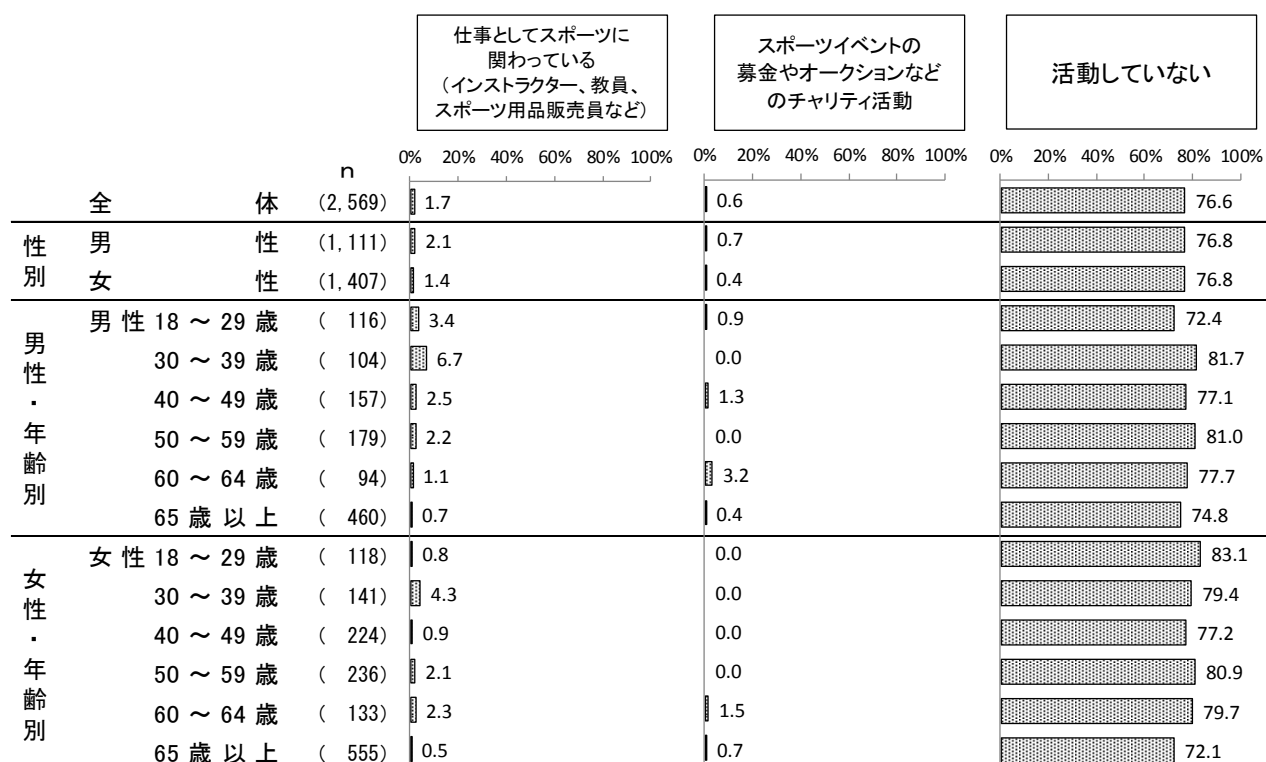 仕事としてスポーツに
関わっている
(インストラクター、教員、
スポーツ用品販売員など)
スポーツイベントの
募金やオークションなど
のチャリティ活動
活動していない
n
0% 20% 40% 60% 80% 100%
0% 20% 40% 60% 80% 100%
0% 20% 40% 60% 80% 100%
全体 (2,569) 1.7 0.6 76.6
性別
男性 (1,111) 2.1 0.7 76.8
女性 (1,407) 1.4 0.4 76.8
男性・年齢別
男性 18 ～ 29 歳 ( 116) 3.4 0.9 72.4
30 ～ 39 歳 ( 104) 6.7 0.0 81.7
40 ～ 49 歳 ( 157) 2.5 1.3 77.1
50 ～ 59 歳 ( 179) 2.2 0.0 81.0
60 ～ 64 歳 ( 94) 1.1 3.2 77.7
65 歳 以 上 ( 460) 0.7 0.4 74.8
女性・年齢別
女性 18 ～ 29 歳 ( 118) 0.8 0.0 83.1
30 ～ 39 歳 ( 141) 4.3 0.0 79.4
40 ～ 49 歳 ( 224) 0.9 0.0 77.2
50 ～ 59 歳 ( 236) 2.1 0.0 80.9
60 ～ 64 歳 ( 133) 2.3 1.5 79.7
65 歳 以 上 ( 555) 0.5 0.7 72.1